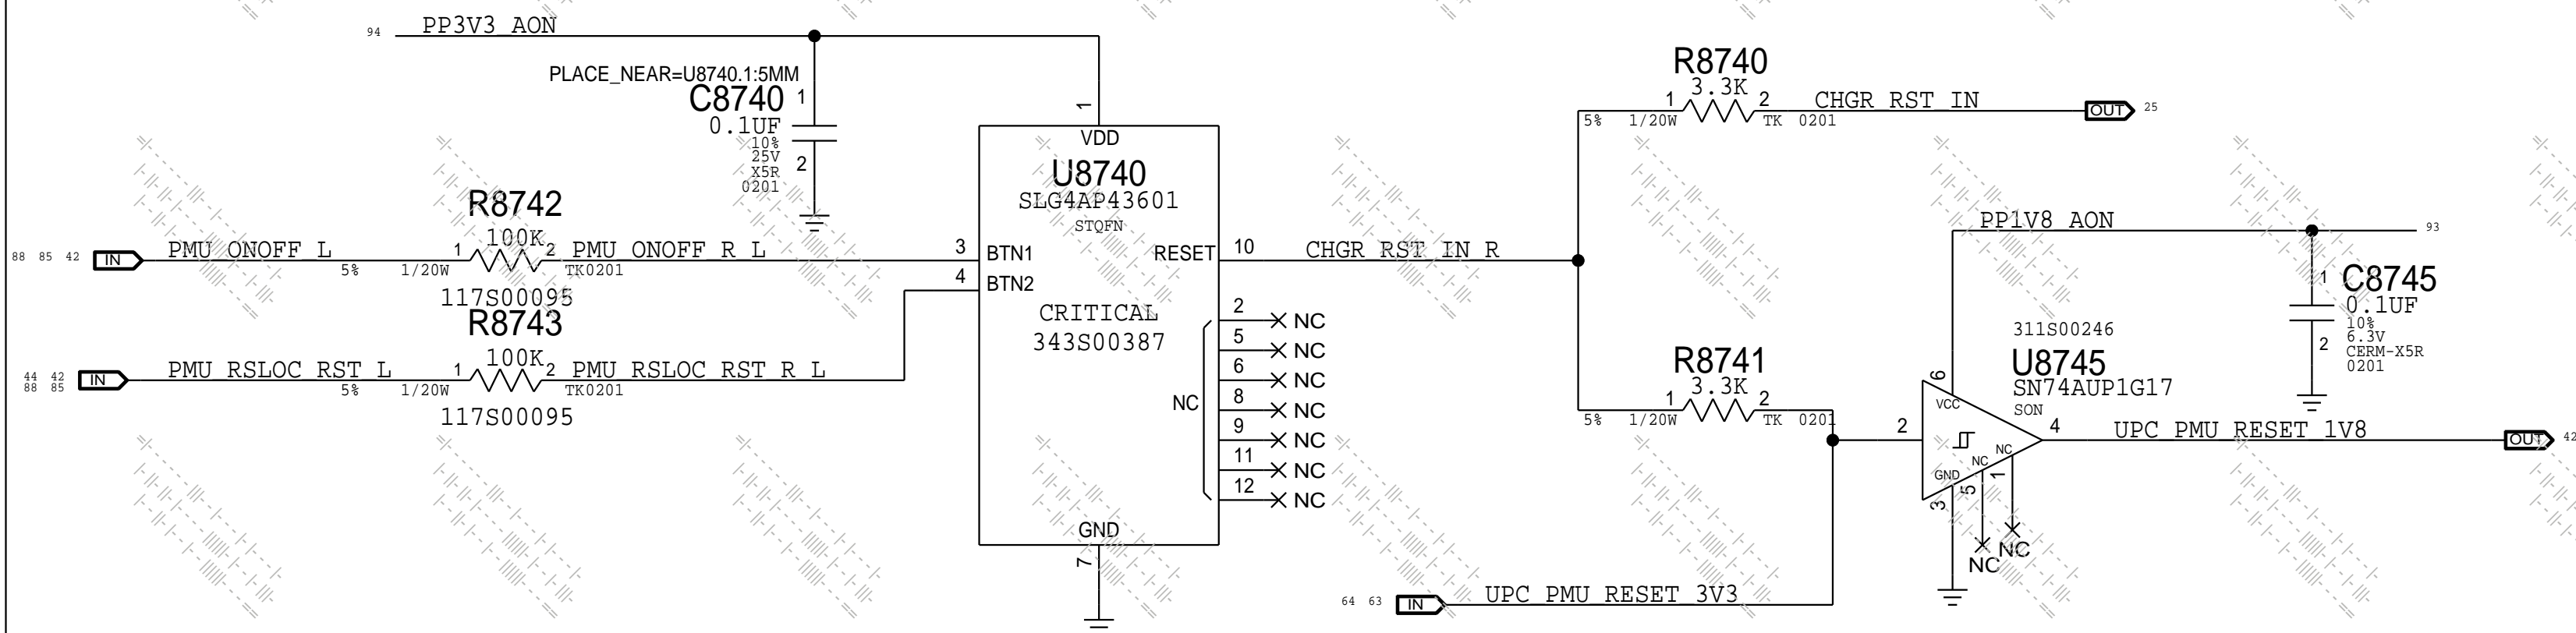 94 PP3V3_AON
PLACE_NEAR=U8740.1:5MM
C8740 1
0.1UF
10%
25V
X5R
0201
2
1
VDD
U8740
SLG4AP43601
STQFN
R8742
100K
88 85 42 IN PMU_ONOFF_L 1 2 PMU_ONOFF_R_L 3 BTN1
5% 1/20W TK0201
117S00095
4 BTN2
R8743
100K
44 42
88 85
IN PMU_RSLOC_RST_L 1 2 PMU_RSLOC_RST_R_L
5% 1/20W TK0201
117S00095
CRITICAL
343S00387
RESET 10 CHGR_RST_IN_R
NC
2 NC
5 NC
6 NC
8 NC
9 NC
11 NC
12 NC
GND
7
R8740
3.3K
1 2 CHGR_RST_IN OUT 25
5% 1/20W TK 0201
R8741
3.3K
1 2
5% 1/20W TK 0201
64 63 IN UPC_PMU_RESET_3V3
PP1V8_AON 93
1 C8745
0.1UF
10%
6.3V
2 CERM-X5R
0201
311S00246
U8745
SN74AUP1G17
SON
6
VCC
2
4 UPC_PMU_RESET_1V8 OUT 42
GND NC NC
3 5 1
NC NC